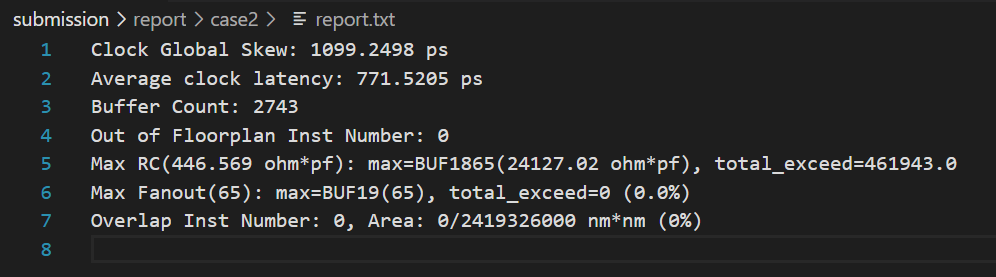 submission > report > case2 > report.txt
1 Clock Global Skew: 1099.2498 ps
2 Average clock latency: 771.5205 ps
3 Buffer Count: 2743
4 Out of Floorplan Inst Number: 0
5 Max RC(446.569 ohm*pf): max=BUF1865(24127.02 ohm*pf), total_exceed=461943.0
6 Max Fanout(65): max=BUF19(65), total_exceed=0 (0.0%)
7 Overlap Inst Number: 0, Area: 0/2419326000 nm*nm (0%)
8